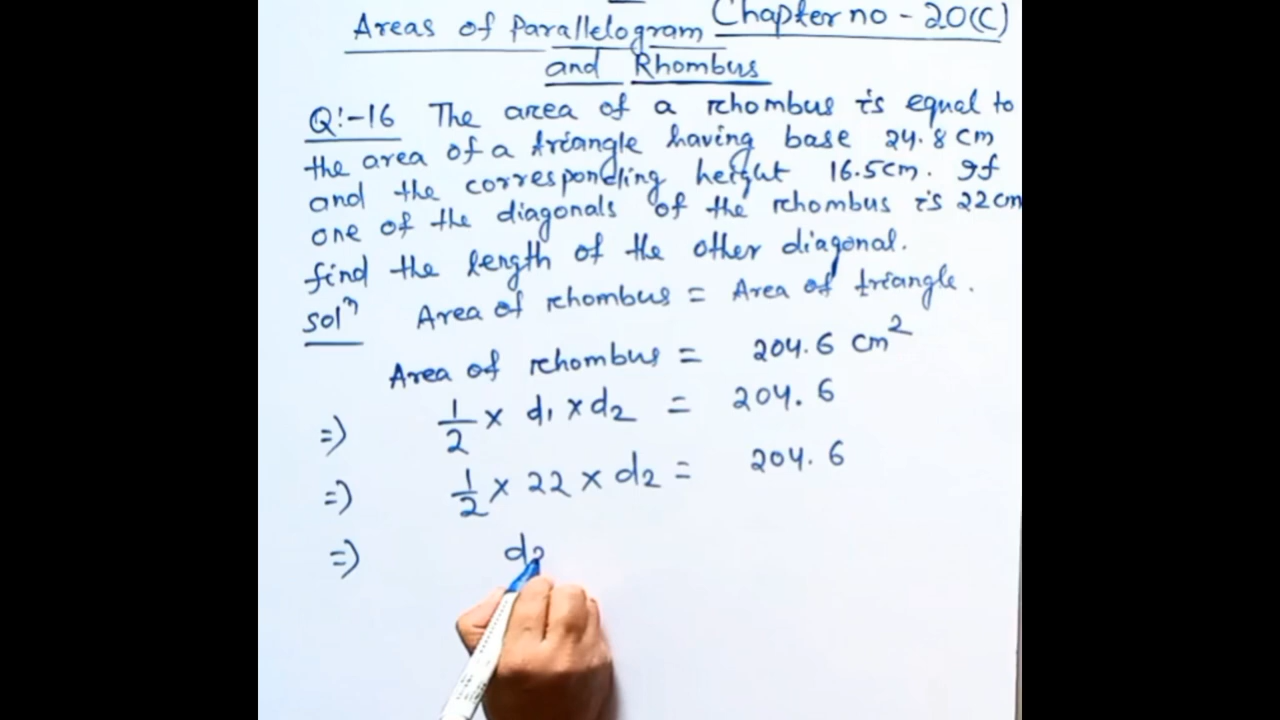 Areas of Parallelogram Chapter no - 20(C)
and Rhombus
Q:-16 The area of a rhombus is equal to
the area of a triangle having base 24.8 cm
and the corresponding height 16.5cm. If
one of the diagonals of the rhombus is 22cm
find the length of the other diagonal.
Solⁿ Area of rhombus = Area of triangle.
Area of rhombus = 204.6 cm²
=> 1/2 × d1 × d2 = 204.6
=> 1/2 × 22 × d2 = 204.6
=> d2